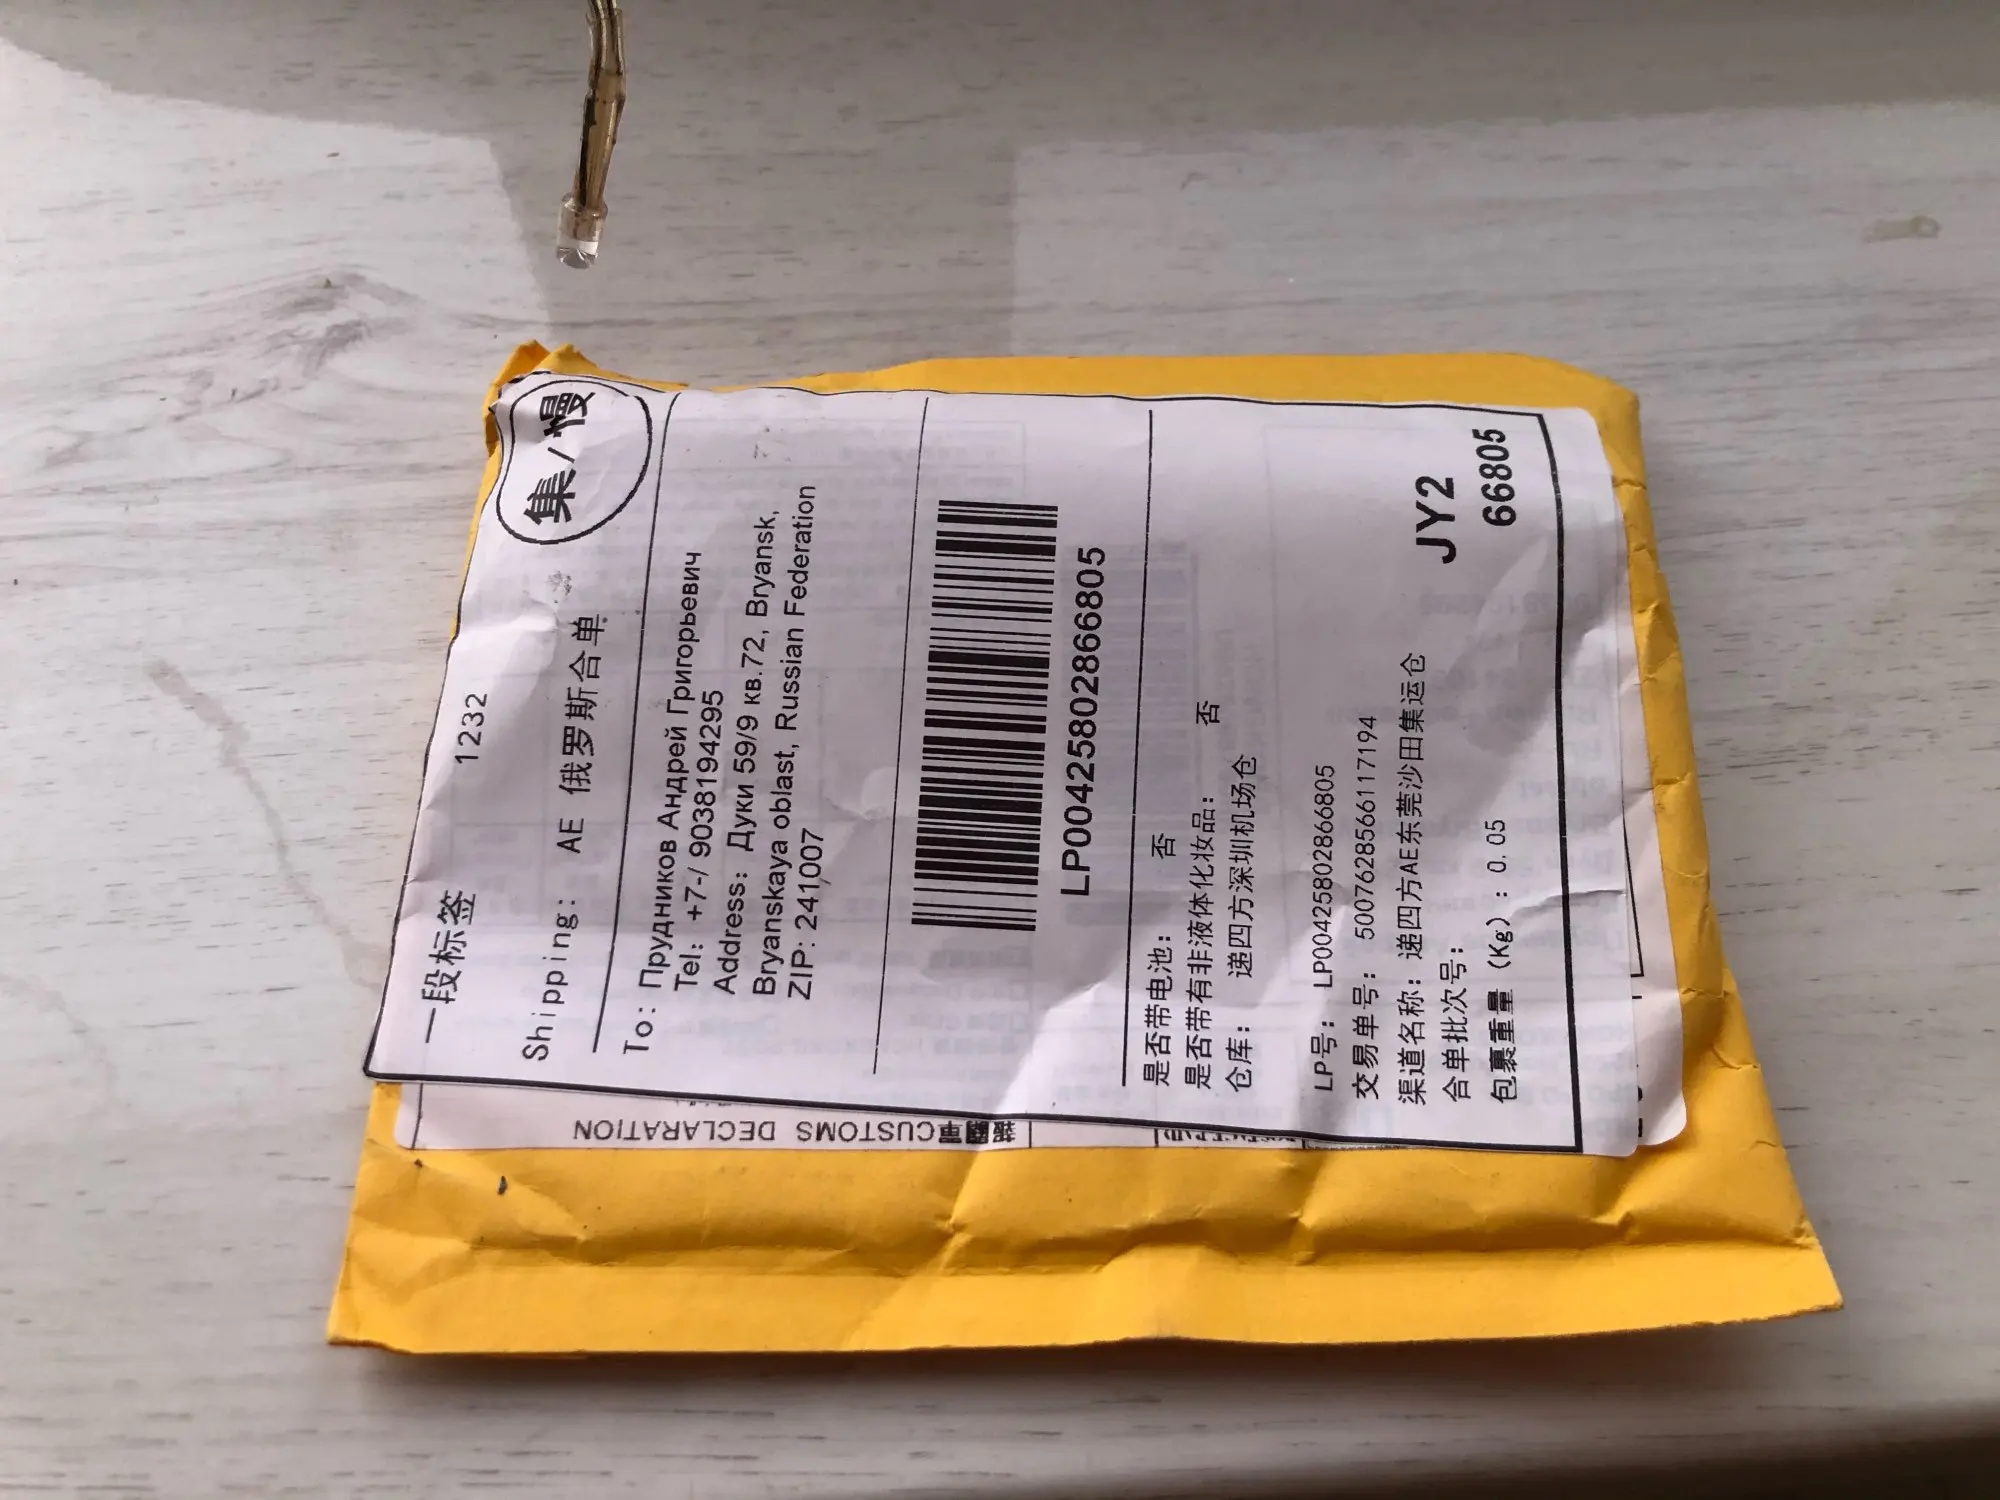 一段标签 1232
集/慢
Shipping: AE 俄罗斯合单
To: Прудников Андрей Григорьевич
Tel: +7-/ 9038194295
Address: Дуки 59/9 кв.72, Bryansk,
Bryanskaya oblast, Russian Federation
ZIP: 241007
LP00425802866805
是否带电池: 否
是否带有非液体化妆品: 否
仓库: 递四方深圳机场仓
LP号: LP00425802866805
交易单号: 5007628566117194
渠道名称: 递四方AE东莞沙田集运仓
合单批次号:
包裹重量 (Kg): 0.05
JY2
66805
CUSTOMS DECLARATION